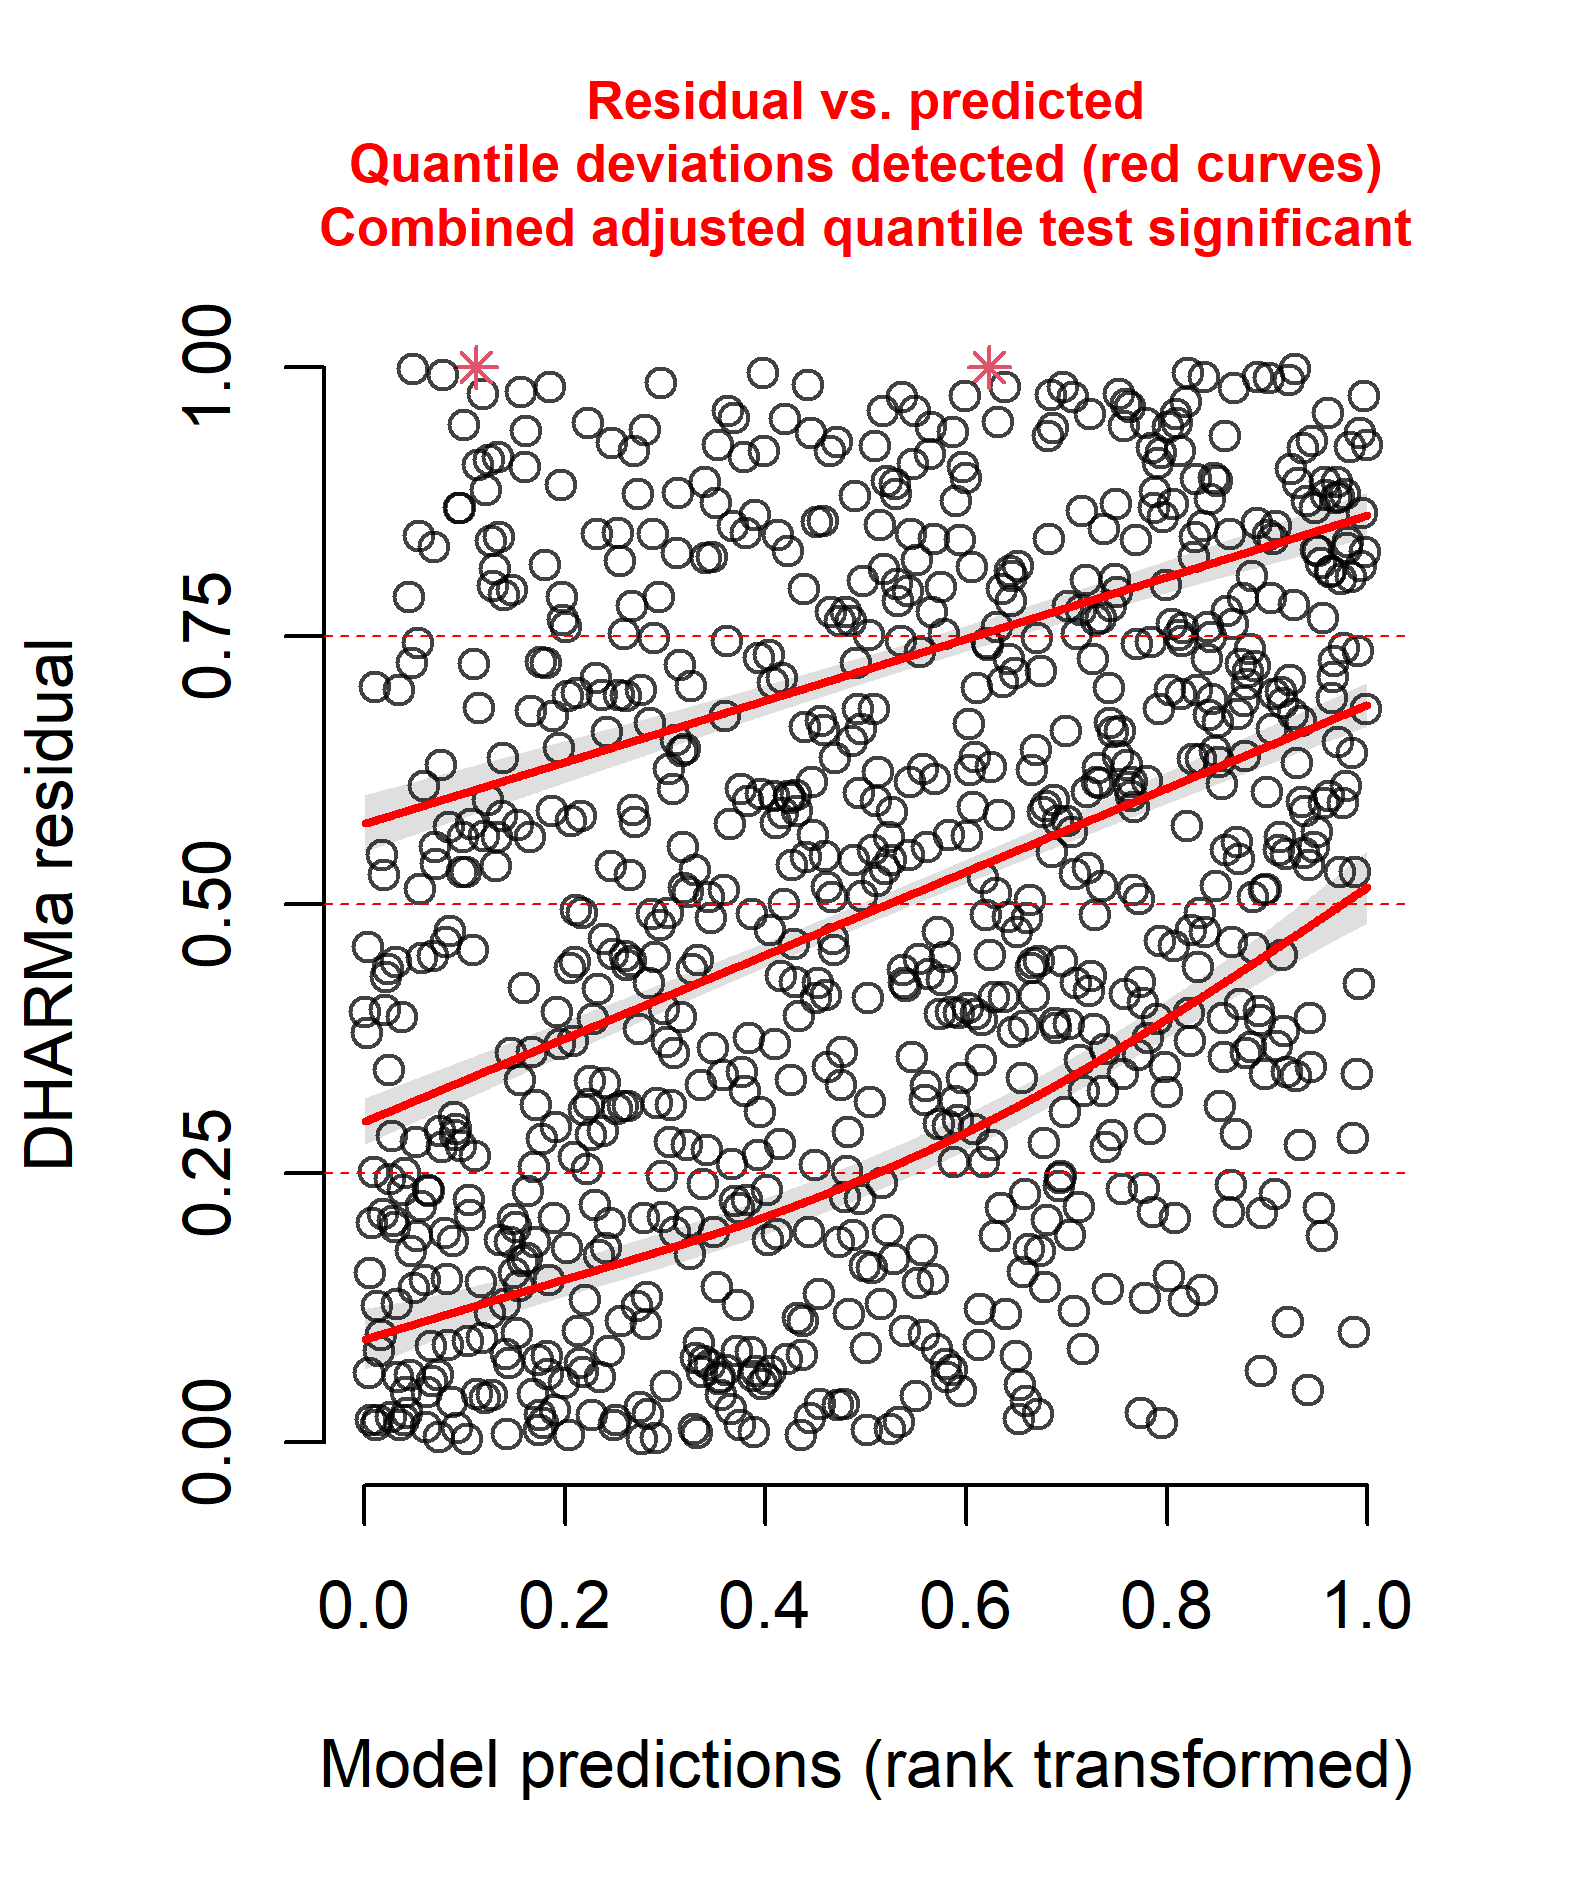 Residual vs. predicted
Quantile deviations detected (red curves)
Combined adjusted quantile test significant
1.00
0.75
0.50
0.25
0.00
DHARMa residual
0.0 0.2 0.4 0.6 0.8 1.0
Model predictions (rank transformed)